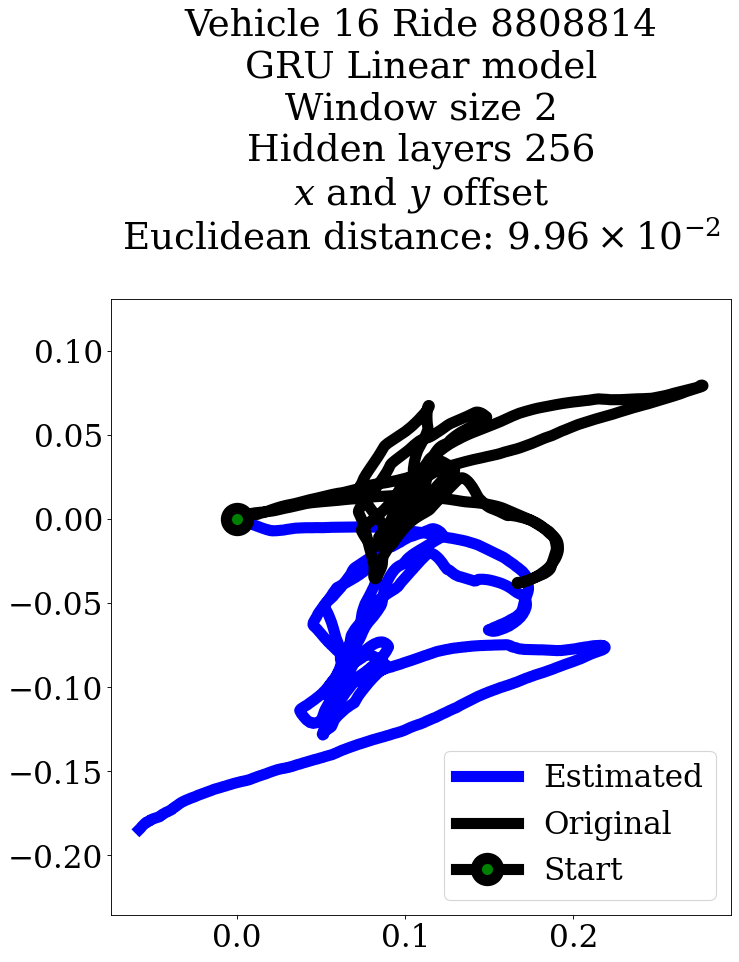 Vehicle 16 Ride 8808814
GRU Linear model
Window size 2
Hidden layers 256
x and y offset
Euclidean distance: 9.96 × 10⁻²
0.10
0.05
0.00
−0.05
−0.10
−0.15
−0.20
Estimated
Original
Start
0.0 0.1 0.2